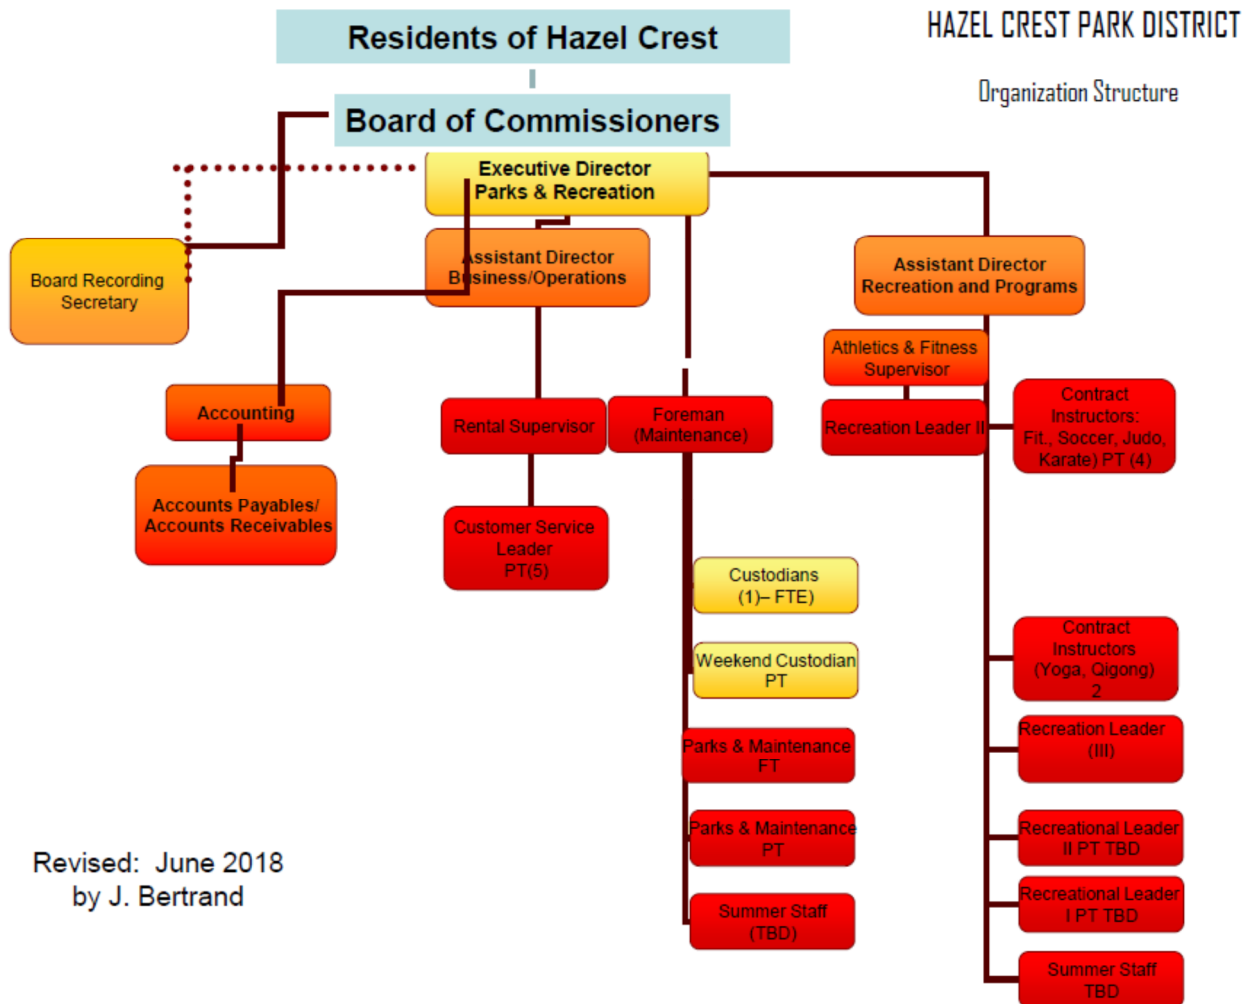 HAZEL CREST PARK DISTRICT
Organization Structure
Residents of Hazel Crest
Board of Commissioners
Executive Director
Parks & Recreation
Board Recording
Secretary
Assistant Director
Business/Operations
Assistant Director
Recreation and Programs
Athletics & Fitness
Supervisor
Accounting
Rental Supervisor
Foreman
(Maintenance)
Recreation Leader II
Contract
Instructors:
Fit., Soccer, Judo,
Karate) PT (4)
Accounts Payables/
Accounts Receivables
Customer Service
Leader
PT(5)
Custodians
(1)– FTE)
Weekend Custodian
PT
Parks & Maintenance
FT
Parks & Maintenance
PT
Summer Staff
(TBD)
Contract
Instructors
(Yoga, Qigong)
2
Recreation Leader
(III)
Recreational Leader
II PT TBD
Recreational Leader
I PT TBD
Summer Staff
TBD
Revised: June 2018
by J. Bertrand